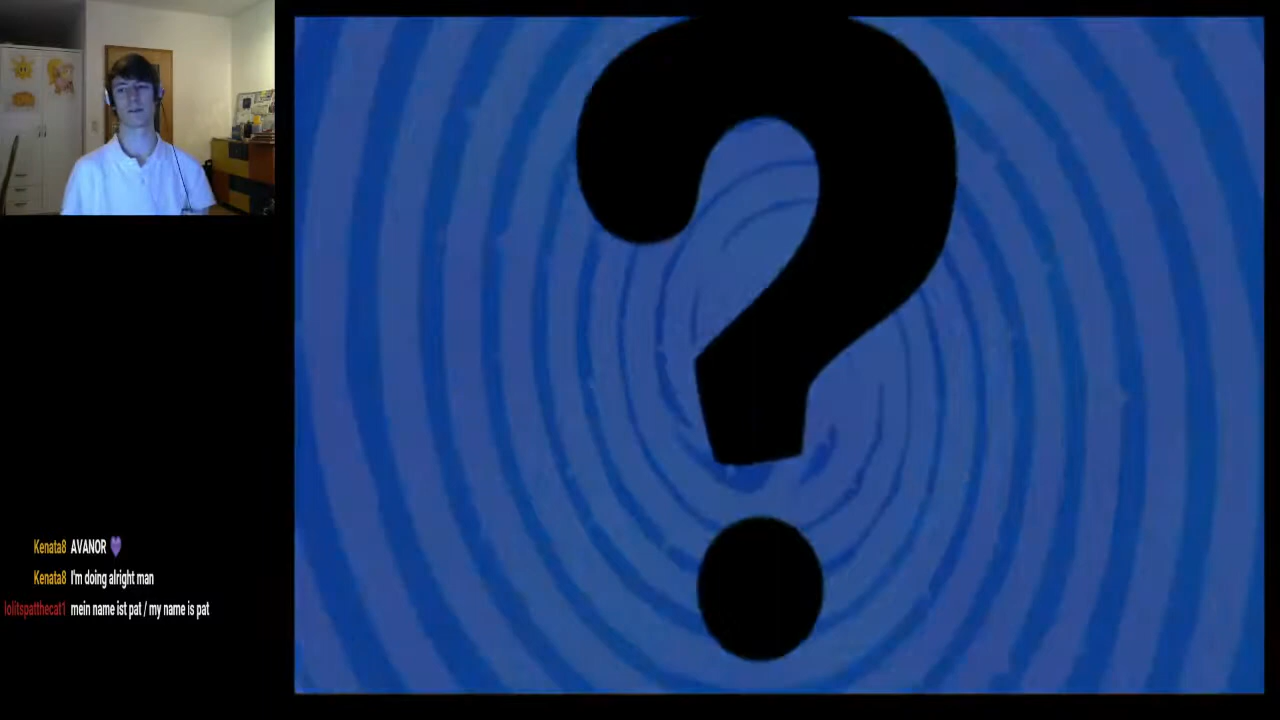 ?
Kenata8 AVANOR 💜
Kenata8 I'm doing alright man
lolitspatthecat1 mein name ist pat / my name is pat